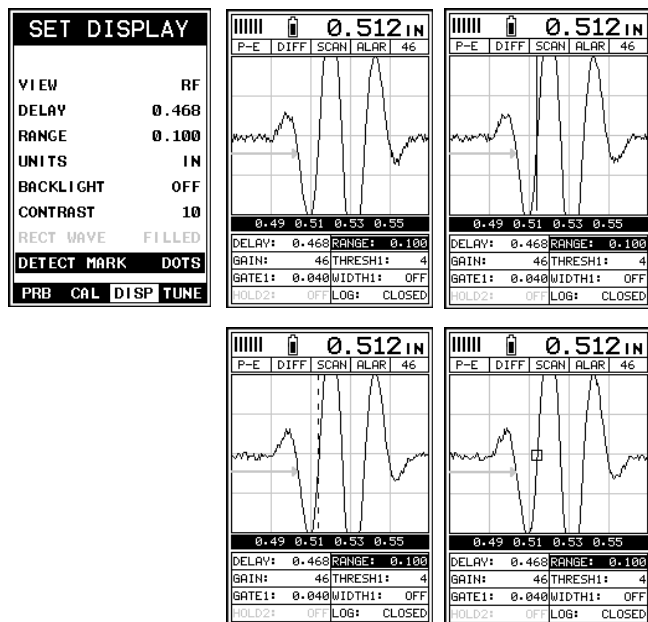 SET DISPLAY
VIEW RF
DELAY 0.468
RANGE 0.100
UNITS IN
BACKLIGHT OFF
CONTRAST 10
RECT WAVE FILLED
DETECT MARK DOTS
PRB CAL DISP TUNE
0.512 IN
P-E DIFF SCAN ALAR 46
0.49 0.51 0.53 0.55
DELAY: 0.468 RANGE: 0.100
GAIN: 46 THRESH1: 4
GATE1: 0.040 WIDTH1: OFF
HOLD2: OFF LOG: CLOSED
0.512 IN
P-E DIFF SCAN ALAR 46
0.49 0.51 0.53 0.55
DELAY: 0.468 RANGE: 0.100
GAIN: 46 THRESH1: 4
GATE1: 0.040 WIDTH1: OFF
HOLD2: OFF LOG: CLOSED
0.512 IN
P-E DIFF SCAN ALAR 46
0.49 0.51 0.53 0.55
DELAY: 0.468 RANGE: 0.100
GAIN: 46 THRESH1: 4
GATE1: 0.040 WIDTH1: OFF
HOLD2: OFF LOG: CLOSED
0.512 IN
P-E DIFF SCAN ALAR 46
0.49 0.51 0.53 0.55
DELAY: 0.468 RANGE: 0.100
GAIN: 46 THRESH1: 4
GATE1: 0.040 WIDTH1: OFF
HOLD2: OFF LOG: CLOSED